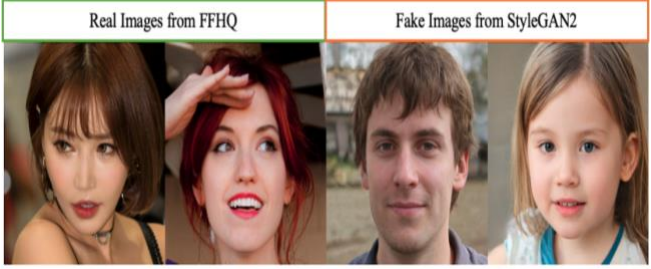 Real Images from FFHQ
Fake Images from StyleGAN2